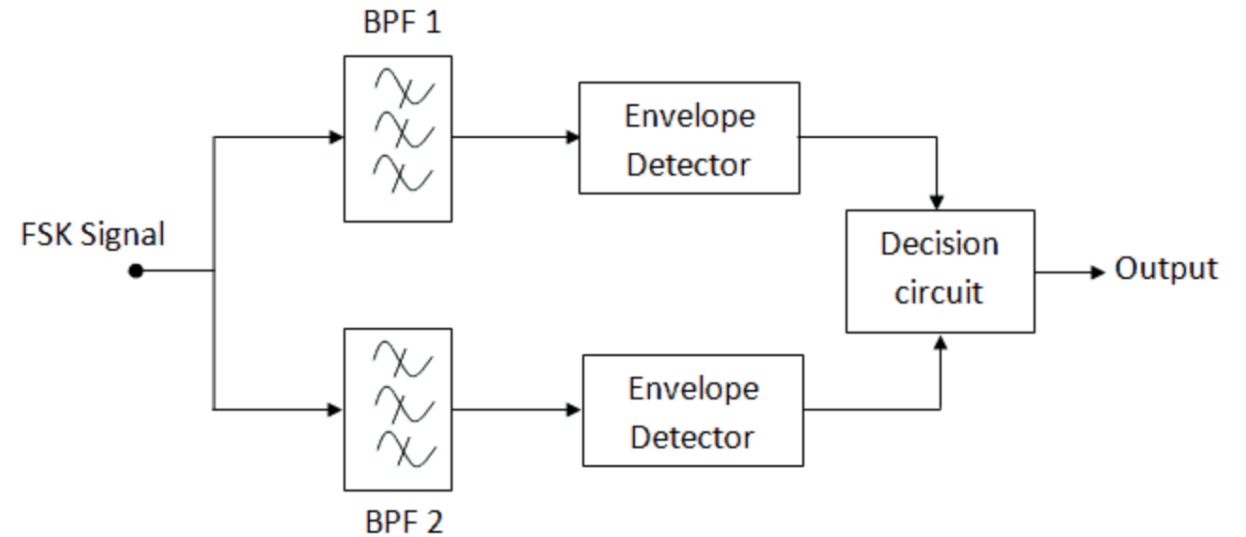 BPF 1
Envelope
Detector
FSK Signal
Decision
circuit
Output
Envelope
Detector
BPF 2